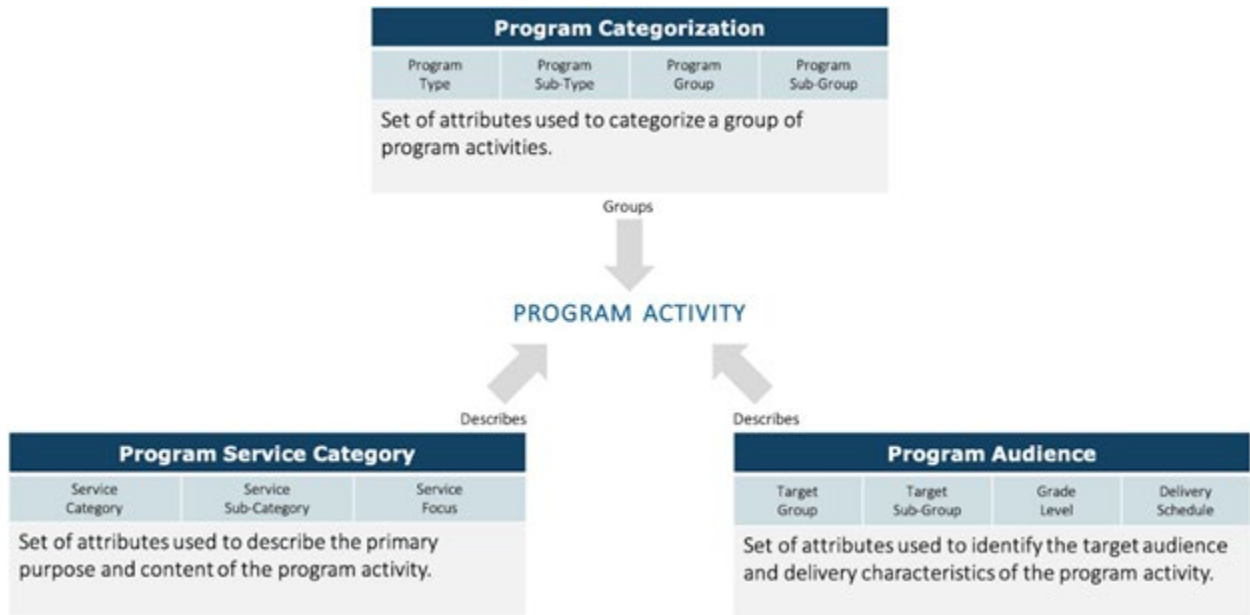 Program Categorization
Program Type
Program Sub-Type
Program Group
Program Sub-Group
Set of attributes used to categorize a group of
program activities.
Groups
PROGRAM ACTIVITY
Describes
Describes
Program Service Category
Service Category
Service Sub-Category
Service Focus
Set of attributes used to describe the primary
purpose and content of the program activity.
Program Audience
Target Group
Target Sub-Group
Grade Level
Delivery Schedule
Set of attributes used to identify the target audience
and delivery characteristics of the program activity.